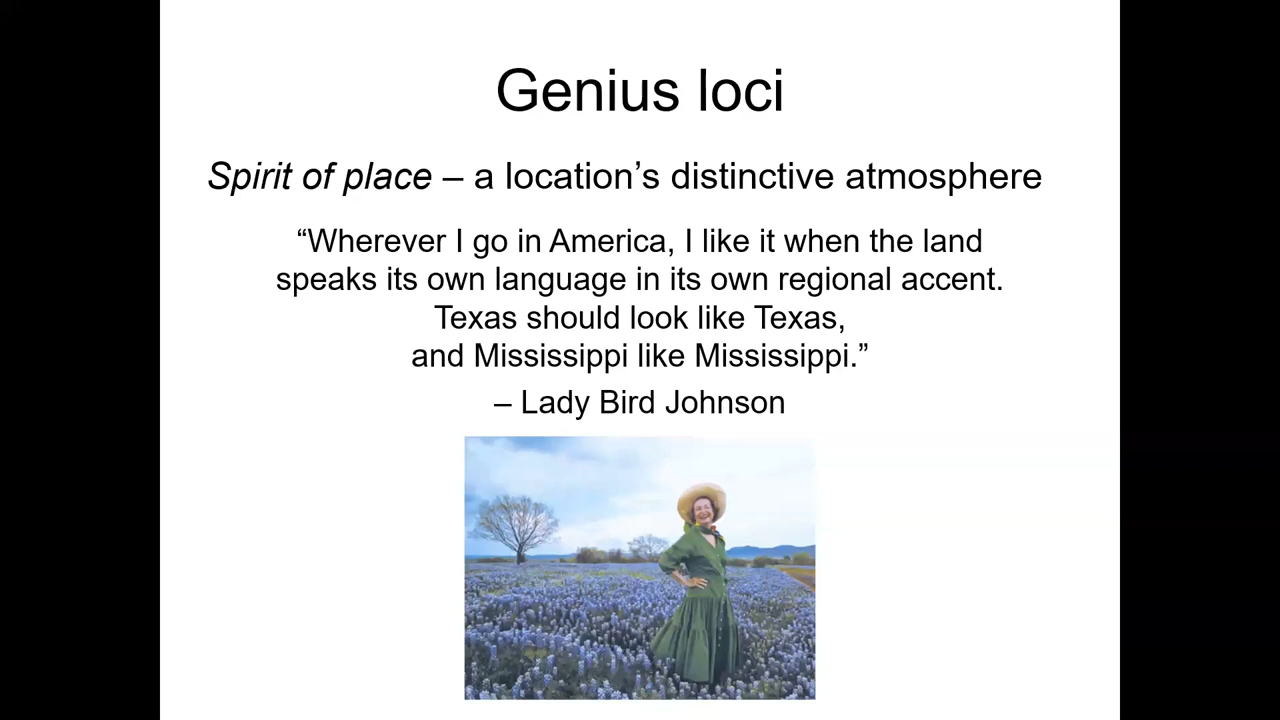 Genius loci
Spirit of place – a location’s distinctive atmosphere
“Wherever I go in America, I like it when the land
speaks its own language in its own regional accent.
Texas should look like Texas,
and Mississippi like Mississippi.”
– Lady Bird Johnson